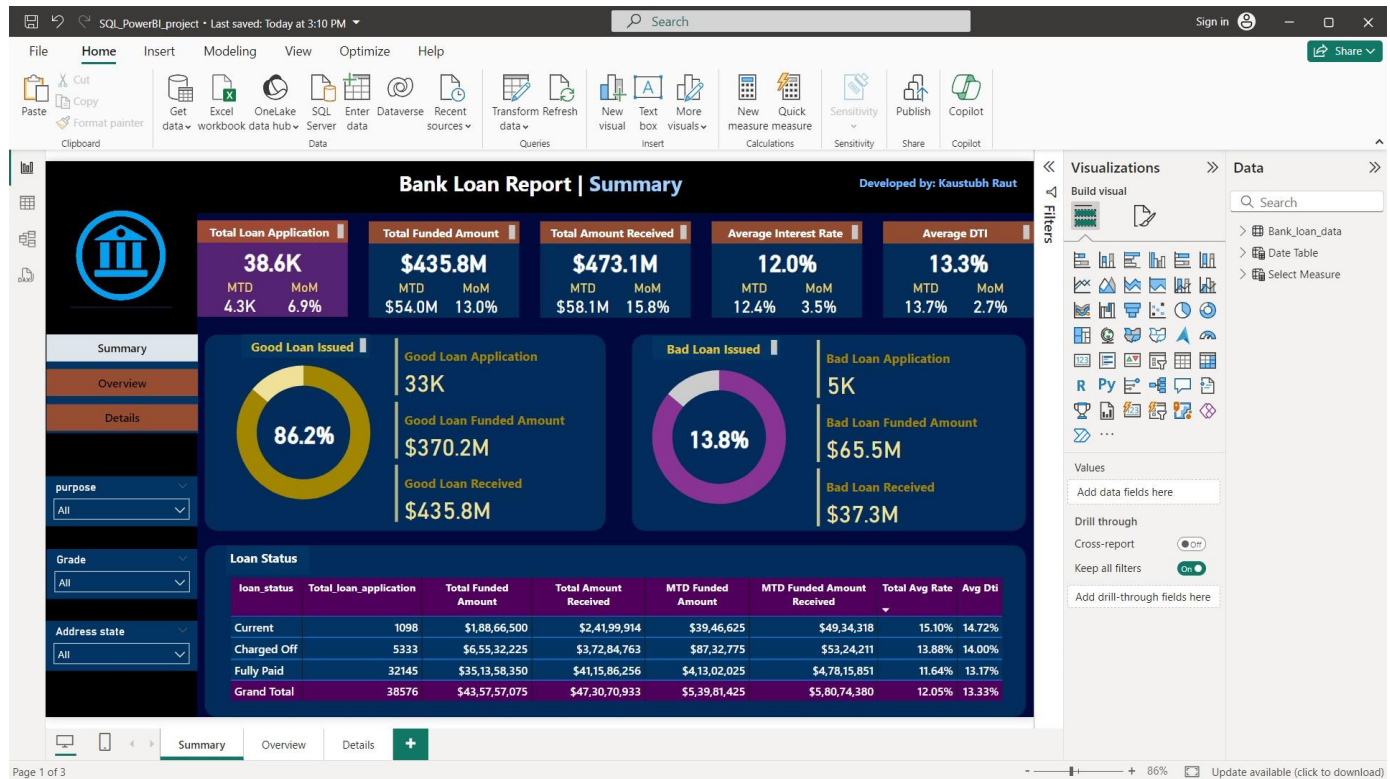 SQL_PowerBI_project • Last saved: Today at 3:10 PM
Search
Sign in
File Home Insert Modeling View Optimize Help
Share
Paste
Cut
Copy
Format painter
Clipboard
Get data
Excel workbook
OneLake data hub
SQL Server
Enter data
Dataverse
Recent sources
Data
Transform data
Refresh
Queries
New visual
Text box
More visuals
Insert
New measure
Quick measure
Calculations
Sensitivity
Sensitivity
Publish
Share
Copilot
Copilot
Bank Loan Report | Summary
Developed by: Kaustubh Raut
Total Loan Application
38.6K
MTD MoM
4.3K 6.9%
Total Funded Amount
$435.8M
MTD MoM
$54.0M 13.0%
Total Amount Received
$473.1M
MTD MoM
$58.1M 15.8%
Average Interest Rate
12.0%
MTD MoM
12.4% 3.5%
Average DTI
13.3%
MTD MoM
13.7% 2.7%
Summary
Overview
Details
purpose
All
Grade
All
Address state
All
Good Loan Issued
86.2%
Good Loan Application
33K
Good Loan Funded Amount
$370.2M
Good Loan Received
$435.8M
Bad Loan Issued
13.8%
Bad Loan Application
5K
Bad Loan Funded Amount
$65.5M
Bad Loan Received
$37.3M
Loan Status
loan_status Total_loan_application Total Funded Amount Total Amount Received MTD Funded Amount MTD Funded Amount Received Total Avg Rate Avg Dti
Current 1098 $1,88,66,500 $2,41,99,914 $39,46,625 $49,34,318 15.10% 14.72%
Charged Off 5333 $6,55,32,225 $3,72,84,763 $87,32,775 $53,24,211 13.88% 14.00%
Fully Paid 32145 $35,13,58,350 $41,15,86,256 $4,13,02,025 $4,78,15,851 11.64% 13.17%
Grand Total 38576 $43,57,57,075 $47,30,70,933 $5,39,81,425 $5,80,74,380 12.05% 13.33%
Filters
Visualizations
Build visual
123
R Py
Values
Add data fields here
Drill through
Cross-report Off
Keep all filters On
Add drill-through fields here
Data
Search
Bank_loan_data
Date Table
Select Measure
Summary Overview Details
Page 1 of 3
86%
Update available (click to download)